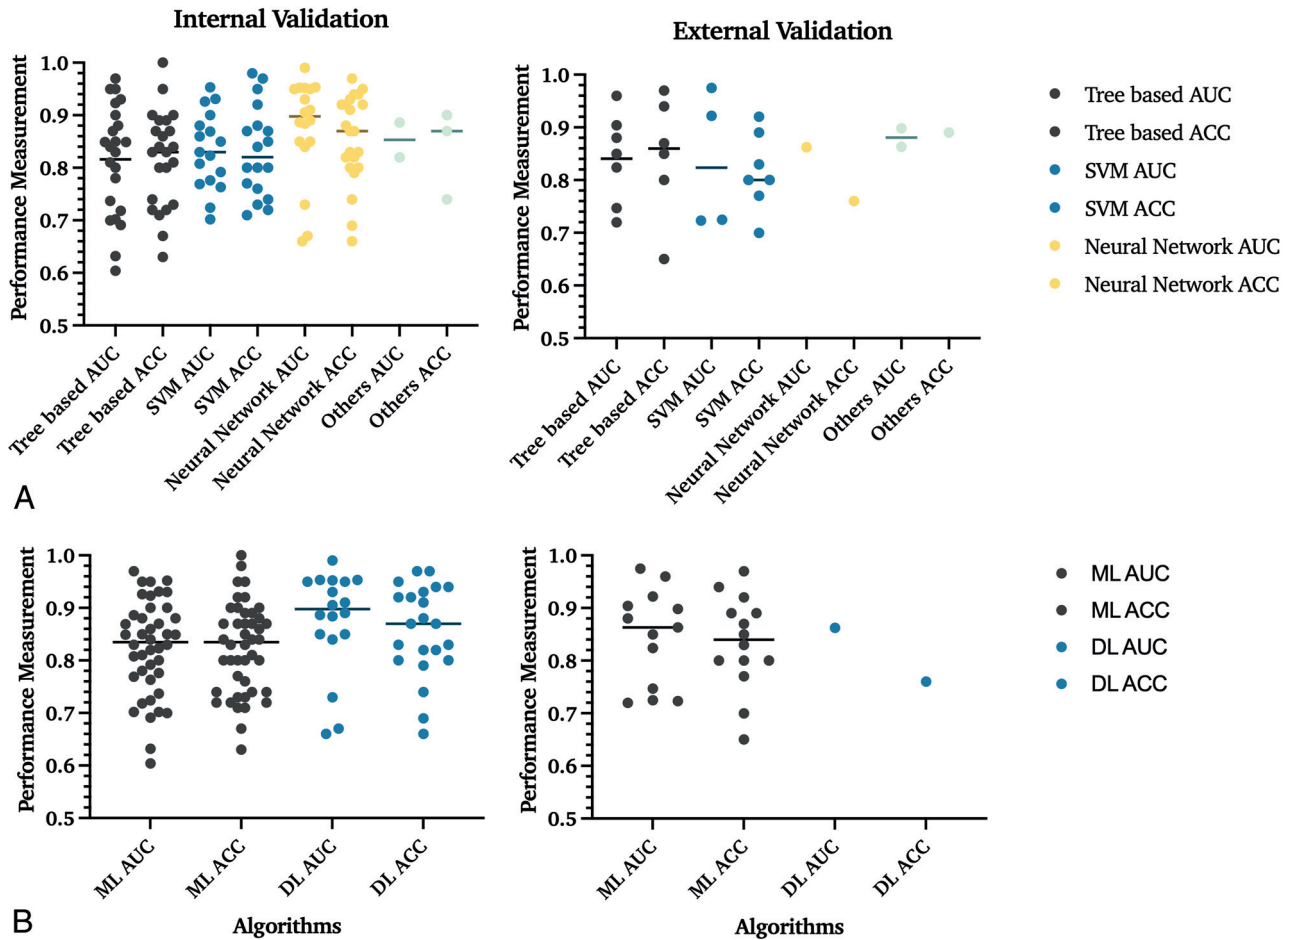 Internal Validation
Performance Measurement
1.0
0.9
0.8
0.7
0.6
0.5
Tree based AUC
Tree based ACC
SVM AUC
SVM ACC
Neural Network AUC
Neural Network ACC
Others AUC
Others ACC
External Validation
Performance Measurement
1.0
0.9
0.8
0.7
0.6
0.5
Tree based AUC
Tree based ACC
SVM AUC
SVM ACC
Neural Network AUC
Neural Network ACC
Others AUC
Others ACC
Tree based AUC
Tree based ACC
SVM AUC
SVM ACC
Neural Network AUC
Neural Network ACC
A
Performance Measurement
1.0
0.9
0.8
0.7
0.6
0.5
ML AUC
ML ACC
DL AUC
DL ACC
Algorithms
Performance Measurement
1.0
0.9
0.8
0.7
0.6
0.5
ML AUC
ML ACC
DL AUC
DL ACC
Algorithms
ML AUC
ML ACC
DL AUC
DL ACC
B